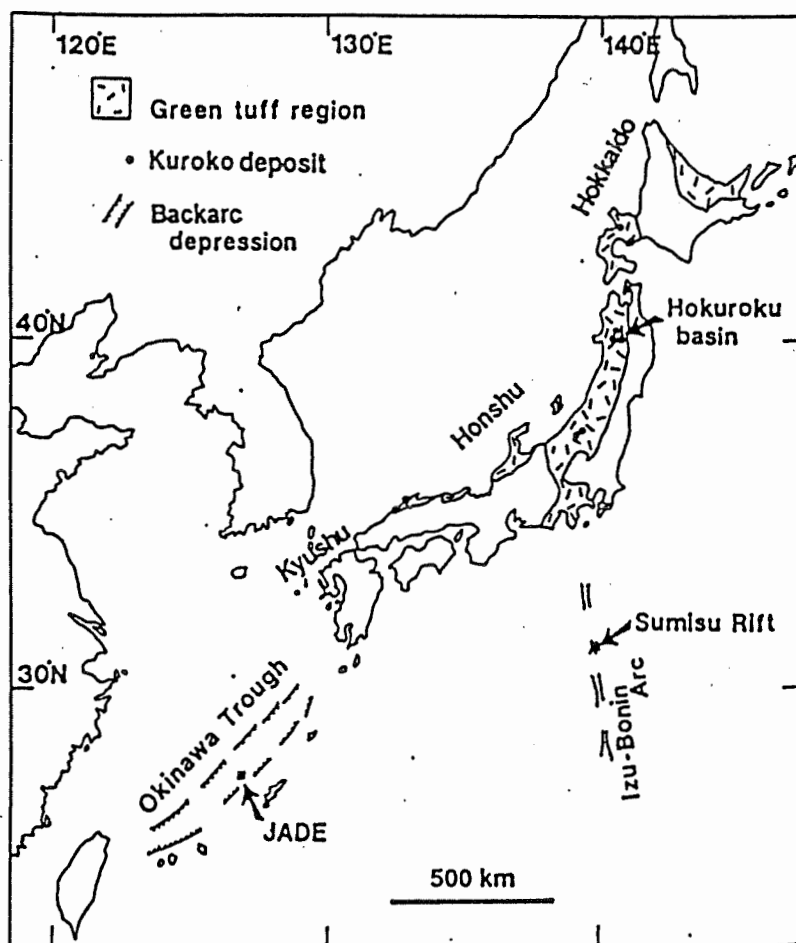 120°E
130°E
140°E
Green tuff region
Kuroko deposit
Backarc
depression
Hokkaido
40°N
Hokuroku
basin
Honshu
Kyushu
Sumisu Rift
30°N
Izu-Bonin
Arc
Okinawa Trough
JADE
500 km